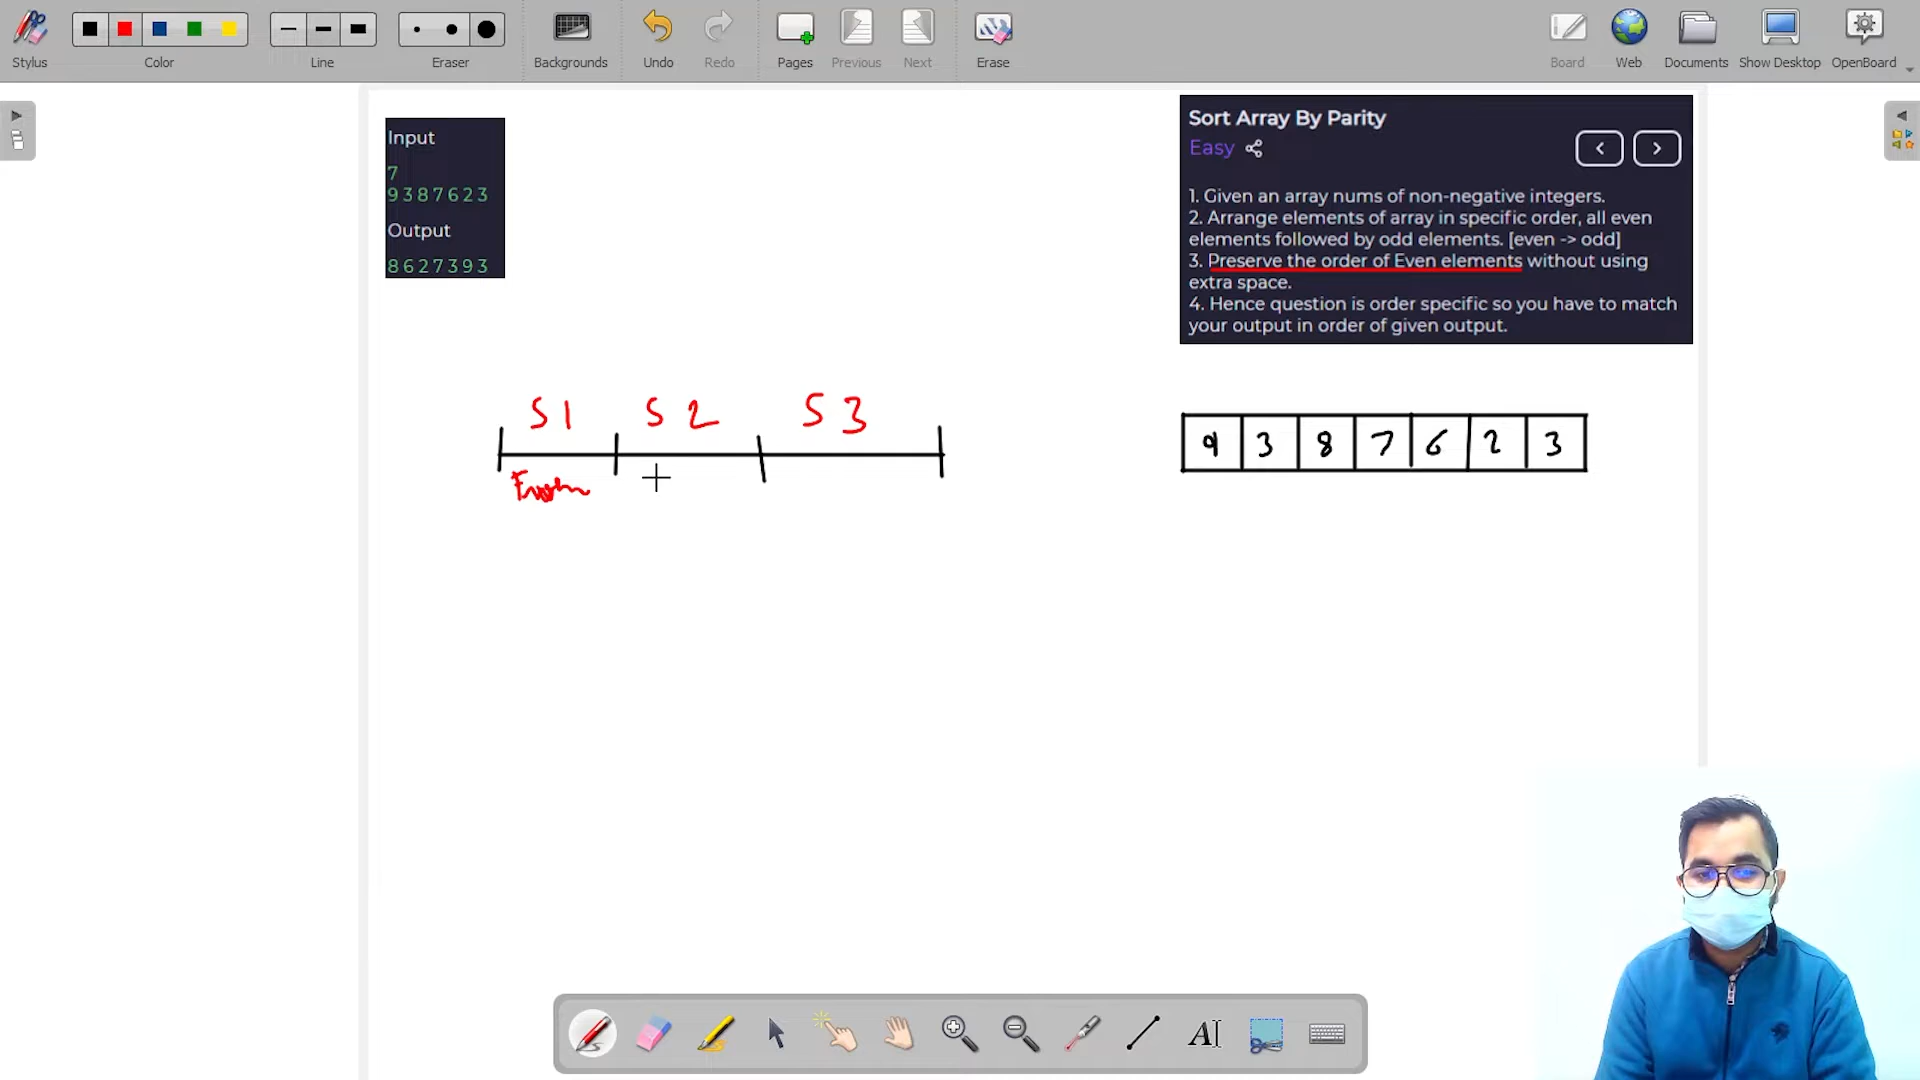 Stylus
Color
Line
Eraser
Backgrounds
Undo
Redo
Pages
Previous
Next
Erase
Board
Web
Documents
Show Desktop
OpenBoard
Input
7
9 3 8 7 6 2 3
Output
8 6 2 7 3 9 3
Sort Array By Parity
Easy
1. Given an array nums of non-negative integers.
2. Arrange elements of array in specific order, all even
elements followed by odd elements. [even -> odd]
3. Preserve the order of Even elements without using
extra space.
4. Hence question is order specific so you have to match
your output in order of given output.
S1 S2 S3
Even
9 3 8 7 6 2 3